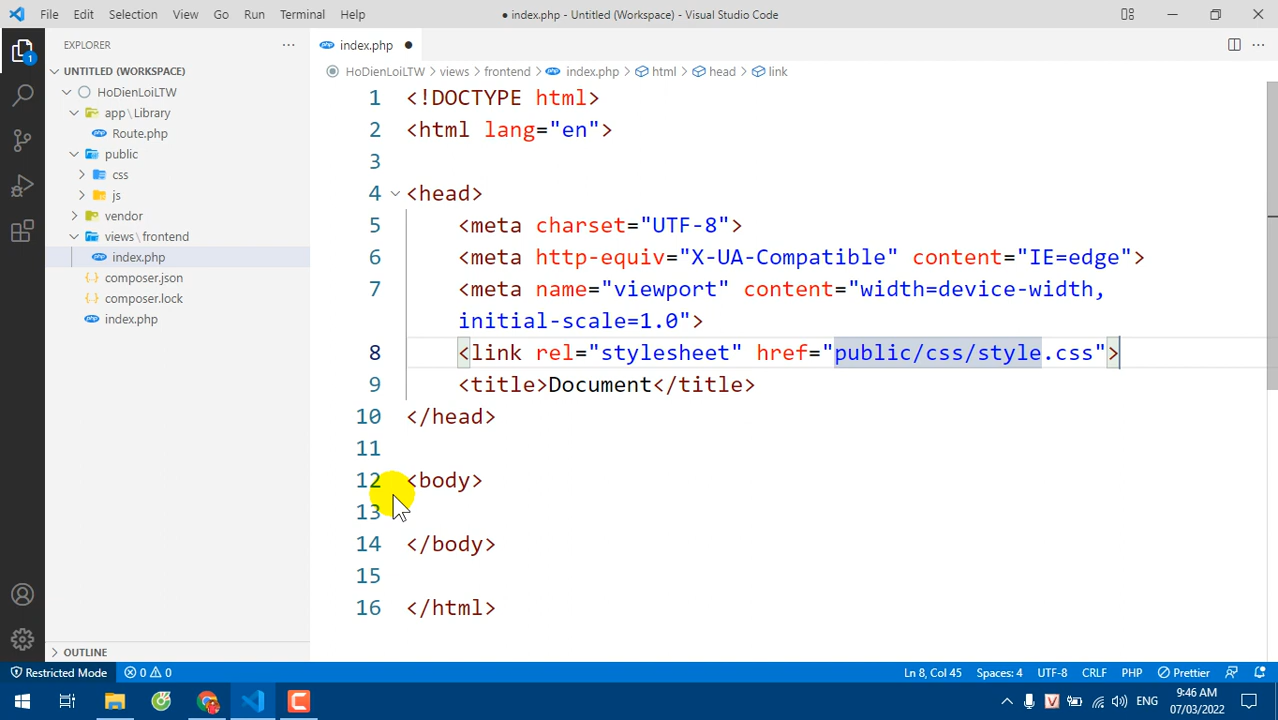 File Edit Selection View Go Run Terminal Help
● index.php - Untitled (Workspace) - Visual Studio Code
EXPLORER
index.php
UNTITLED (WORKSPACE)
HoDienLoiLTW > views > frontend > index.php > html > head > link
HoDienLoiLTW
app\Library
Route.php
public
css
js
vendor
views\frontend
index.php
composer.json
composer.lock
index.php
1 <!DOCTYPE html>
2 <html lang="en">
3
4 <head>
5 <meta charset="UTF-8">
6 <meta http-equiv="X-UA-Compatible" content="IE=edge">
7 <meta name="viewport" content="width=device-width,
initial-scale=1.0">
8 <link rel="stylesheet" href="public/css/style.css">
9 <title>Document</title>
10 </head>
11
12 <body>
13
14 </body>
15
16 </html>
OUTLINE
1
Restricted Mode 0 0 Ln 8, Col 45 Spaces: 4 UTF-8 CRLF PHP Prettier
ENG
9:46 AM
07/03/2022